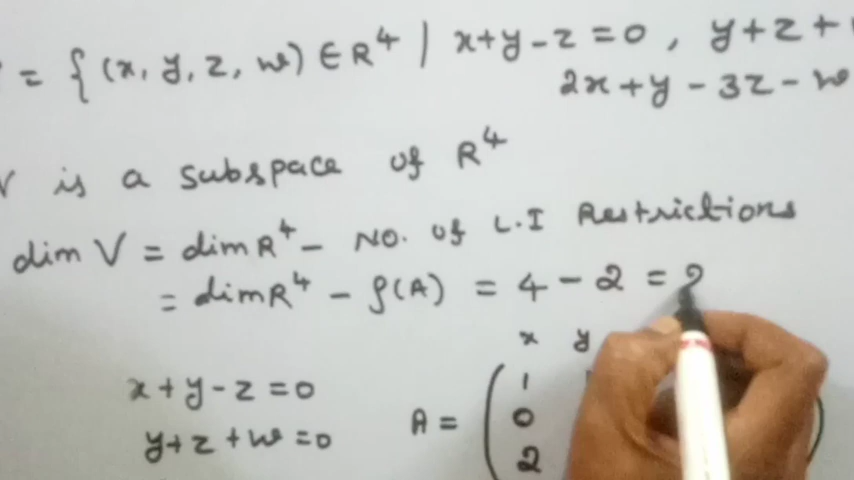 = { (x, y, z, w) ∈ R⁴ | x+y-z = 0, y+z+
2x+y-3z-w
V is a subspace of R⁴
dim V = dim R⁴ - No. of L.I Restrictions
= dim R⁴ - ρ(A) = 4 - 2 = 2
x y
x+y-z=0
1
A = 0
y+z+w=0
2